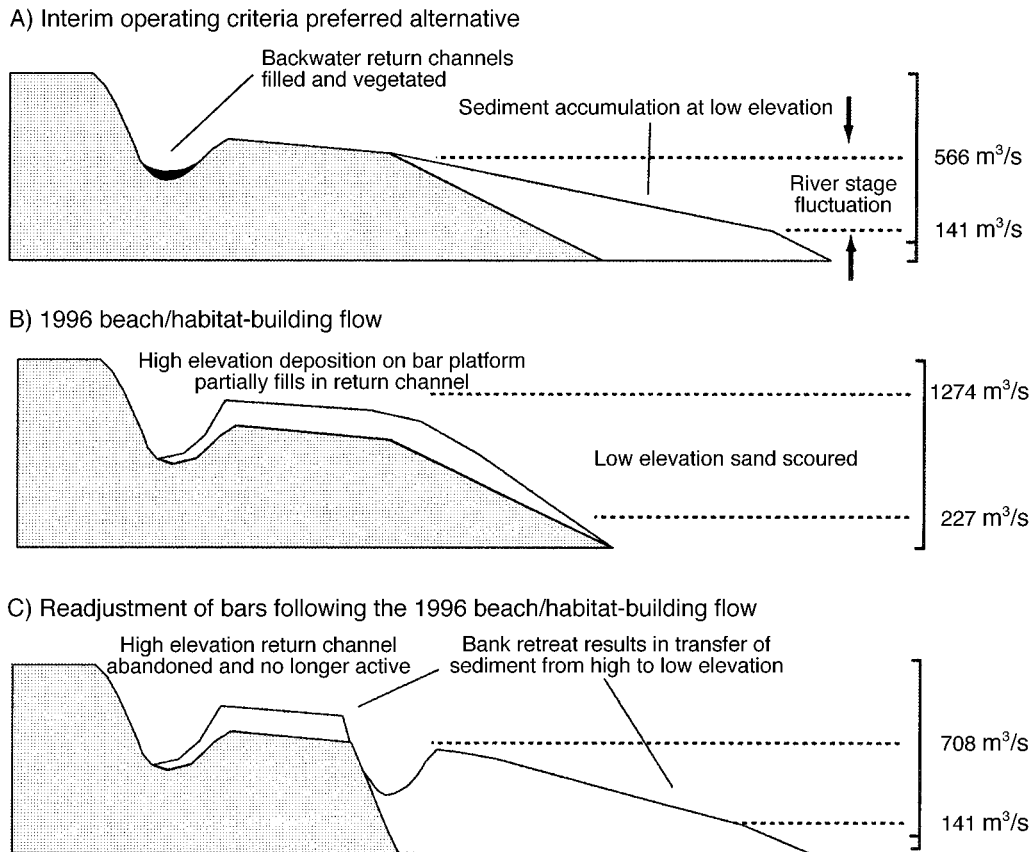 A) Interim operating criteria preferred alternative
Backwater return channels
filled and vegetated
Sediment accumulation at low elevation
566 m³/s
River stage
fluctuation
141 m³/s
B) 1996 beach/habitat-building flow
High elevation deposition on bar platform
partially fills in return channel
1274 m³/s
Low elevation sand scoured
227 m³/s
C) Readjustment of bars following the 1996 beach/habitat-building flow
High elevation return channel
abandoned and no longer active
Bank retreat results in transfer of
sediment from high to low elevation
708 m³/s
141 m³/s